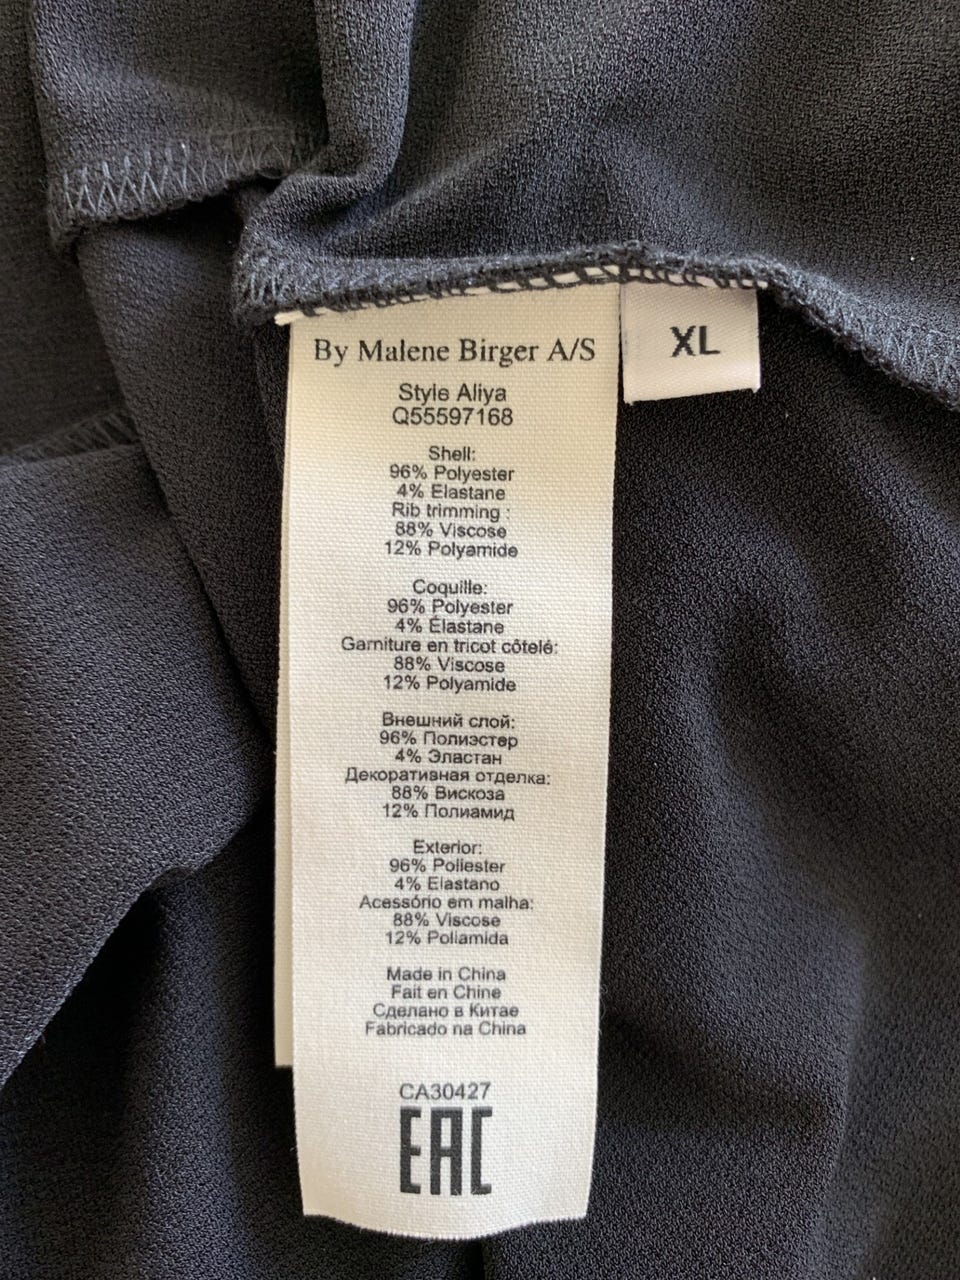 By Malene Birger A/S
XL
Style Aliya
Q55597168
Shell:
96% Polyester
4% Elastane
Rib trimming :
88% Viscose
12% Polyamide
Coquille:
96% Polyester
4% Élastane
Garniture en tricot côtelé:
88% Viscose
12% Polyamide
Внешний слой:
96% Полиэстер
4% Эластан
Декоративная отделка:
88% Вискоза
12% Полиамид
Exterior:
96% Poliester
4% Elastano
Acessório em malha:
88% Viscose
12% Poliamida
Made in China
Fait en Chine
Сделано в Китае
Fabricado na China
CA30427
EAC